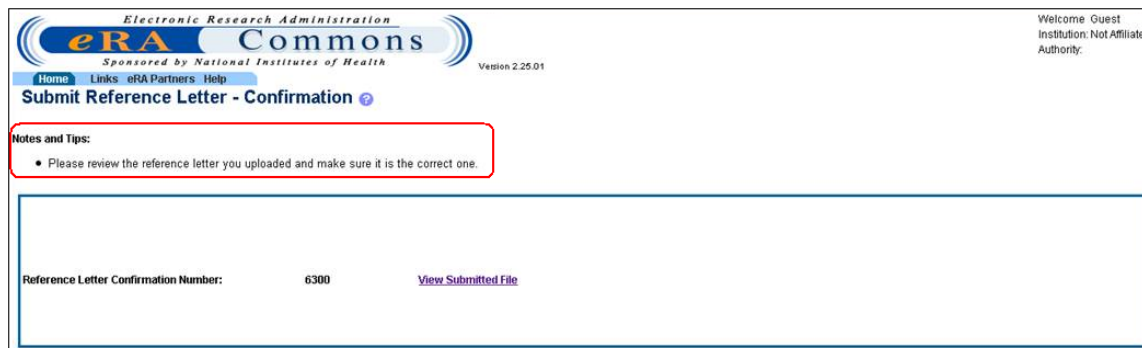 Electronic Research Administration
eRA Commons
Sponsored by National Institutes of Health
Version 2.25.01
Welcome Guest
Institution: Not Affiliate
Authority:
Home Links eRA Partners Help
Submit Reference Letter - Confirmation ?
Notes and Tips:
• Please review the reference letter you uploaded and make sure it is the correct one.
Reference Letter Confirmation Number: 6300 View Submitted File